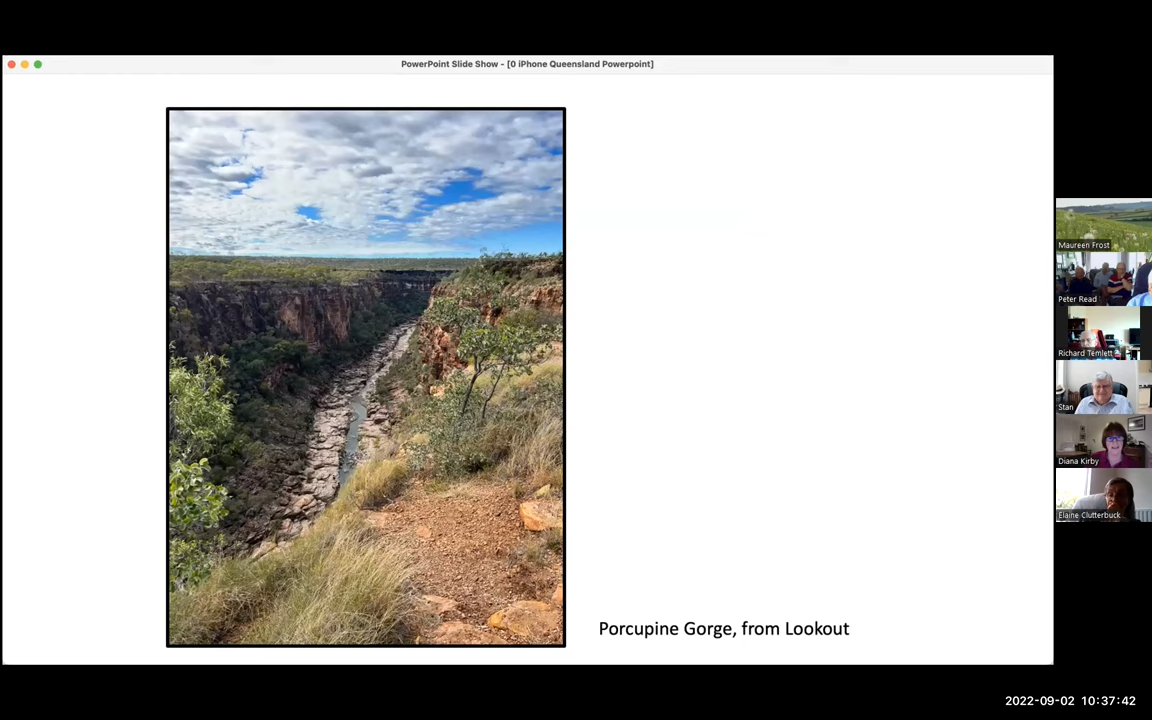 PowerPoint Slide Show - [0 iPhone Queensland Powerpoint]
Maureen Frost
Peter Read
Richard Temlett
Stan
Diana Kirby
Elaine Clutterbuck
Porcupine Gorge, from Lookout
2022-09-02 10:37:42